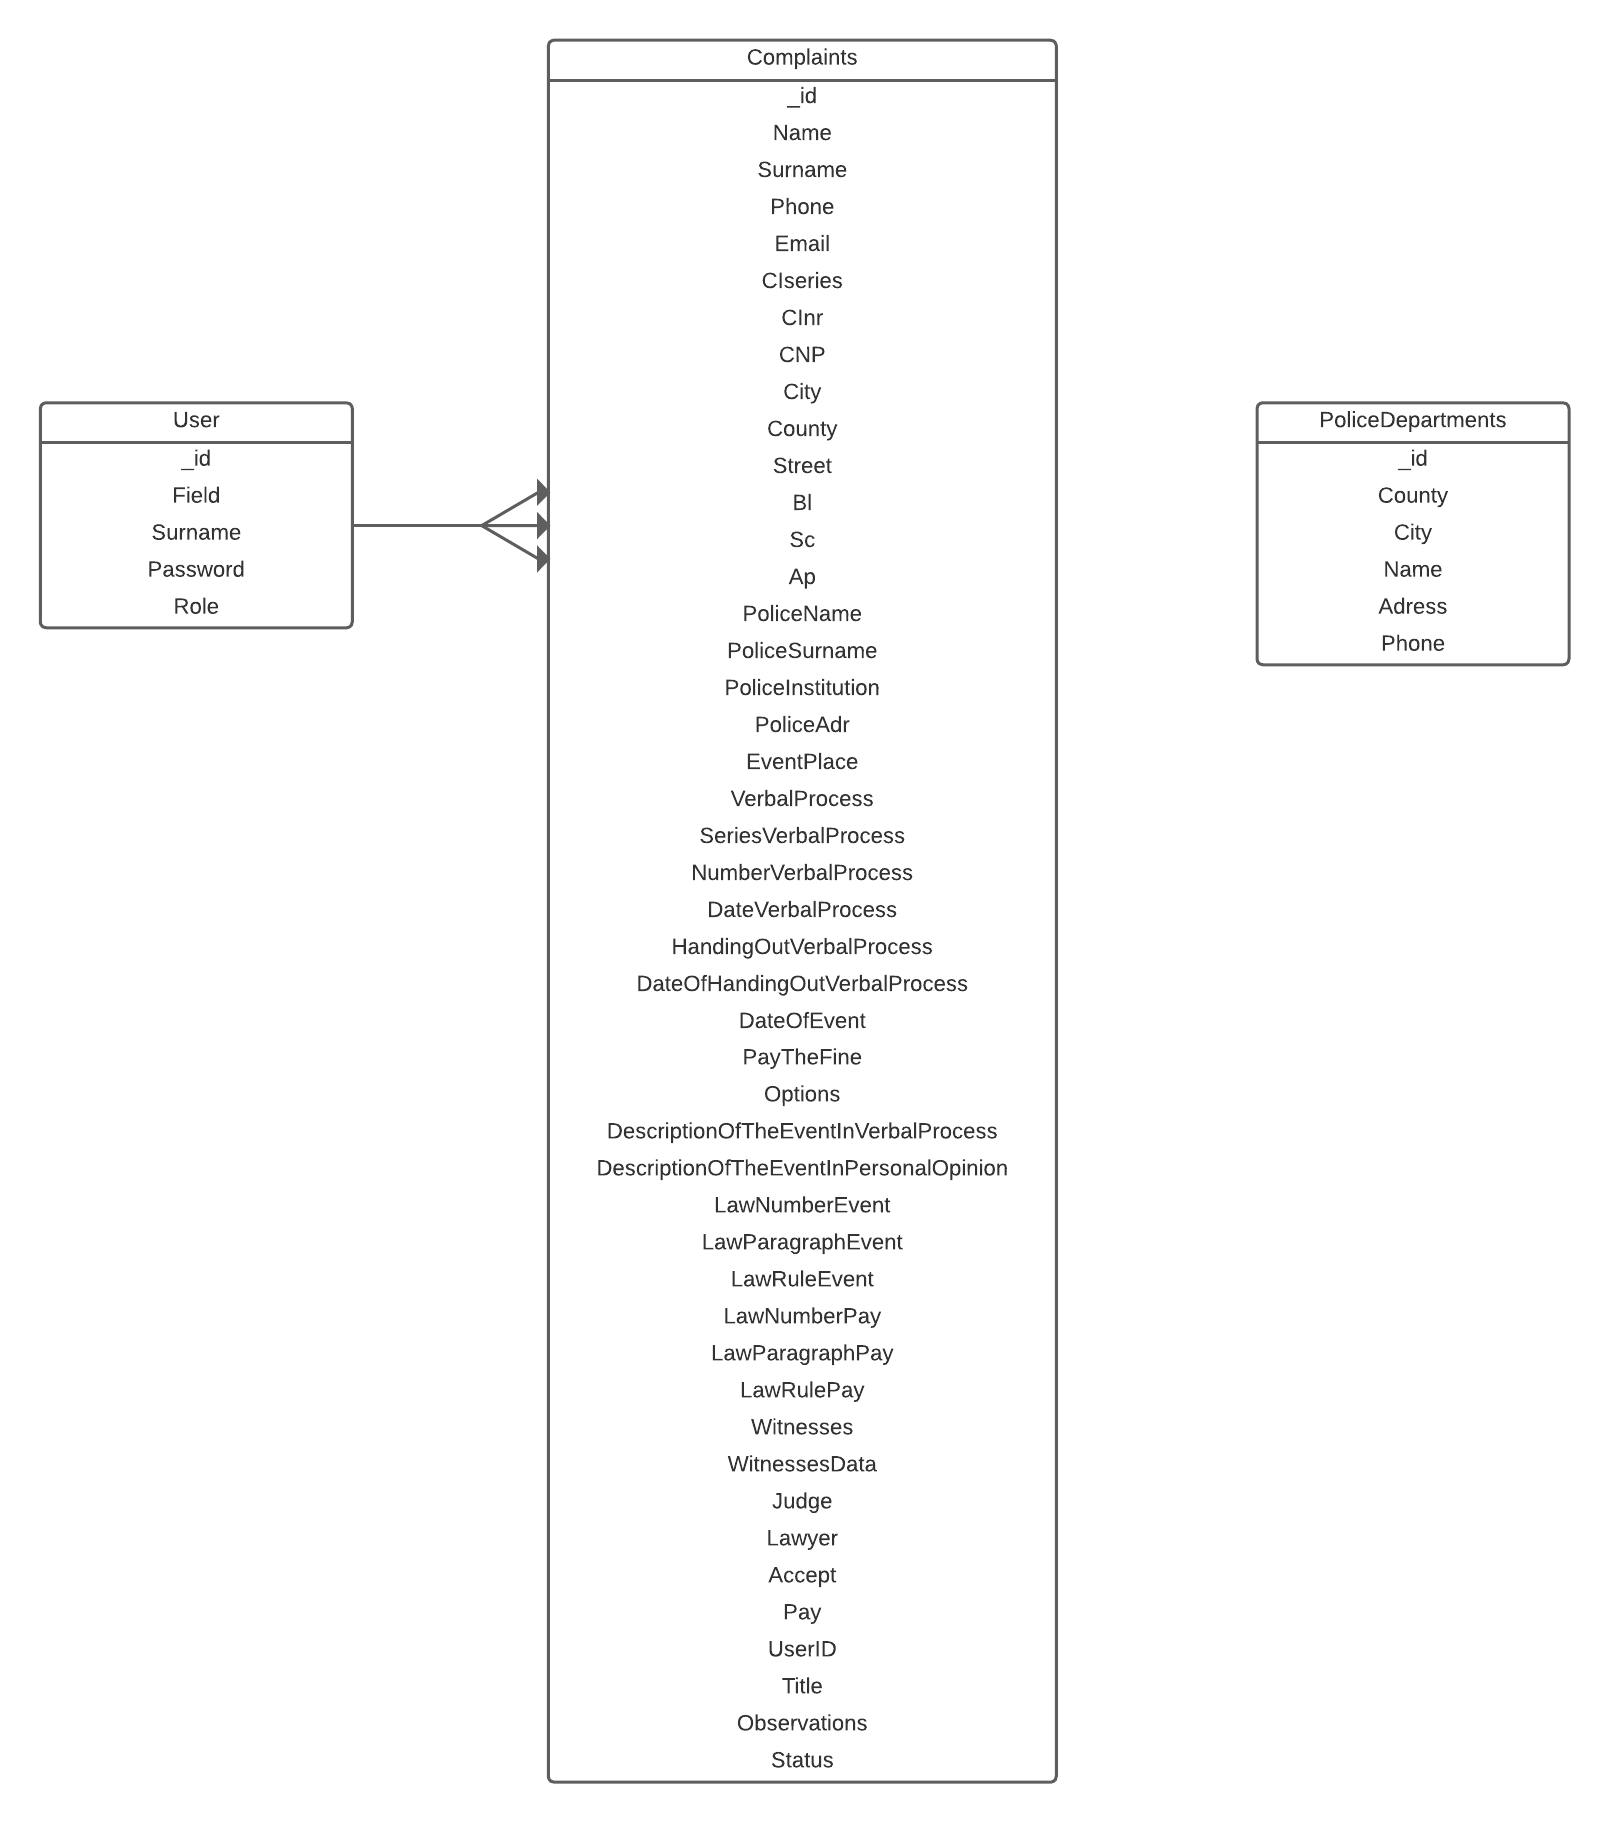 Complaints
_id
Name
Surname
Phone
Email
CIseries
CInr
CNP
City
County
Street
Bl
Sc
Ap
PoliceName
PoliceSurname
PoliceInstitution
PoliceAdr
EventPlace
VerbalProcess
SeriesVerbalProcess
NumberVerbalProcess
DateVerbalProcess
HandingOutVerbalProcess
DateOfHandingOutVerbalProcess
DateOfEvent
PayTheFine
Options
DescriptionOfTheEventInVerbalProcess
DescriptionOfTheEventInPersonalOpinion
LawNumberEvent
LawParagraphEvent
LawRuleEvent
LawNumberPay
LawParagraphPay
LawRulePay
Witnesses
WitnessesData
Judge
Lawyer
Accept
Pay
UserID
Title
Observations
Status
User
_id
Field
Surname
Password
Role
PoliceDepartments
_id
County
City
Name
Adress
Phone